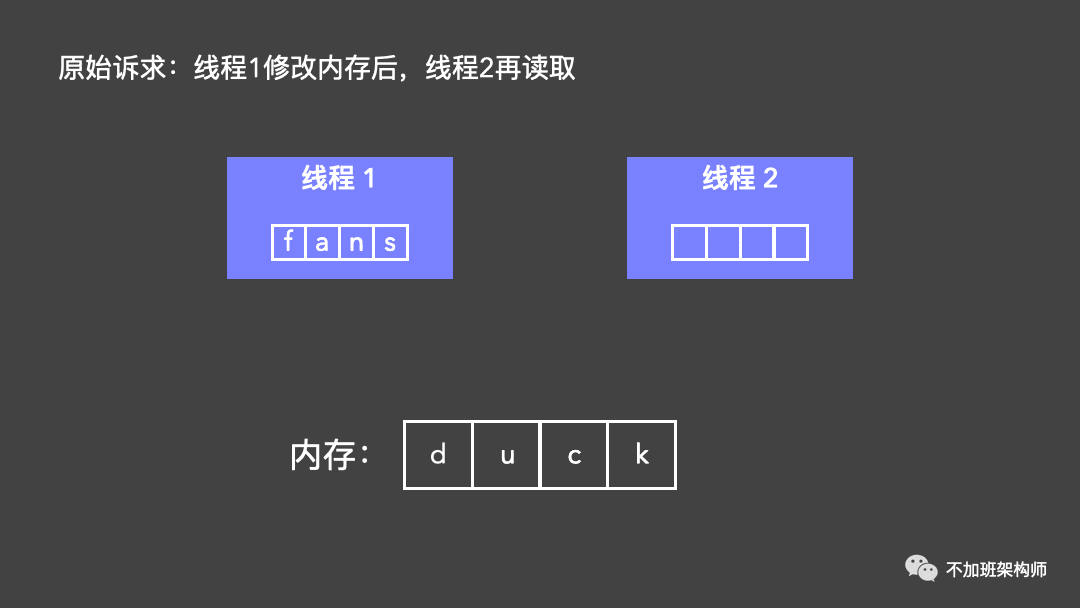 原始诉求：线程1修改内存后，线程2再读取
线程 1
线程 2
f a n s
内存：
d u c k
不加班架构师